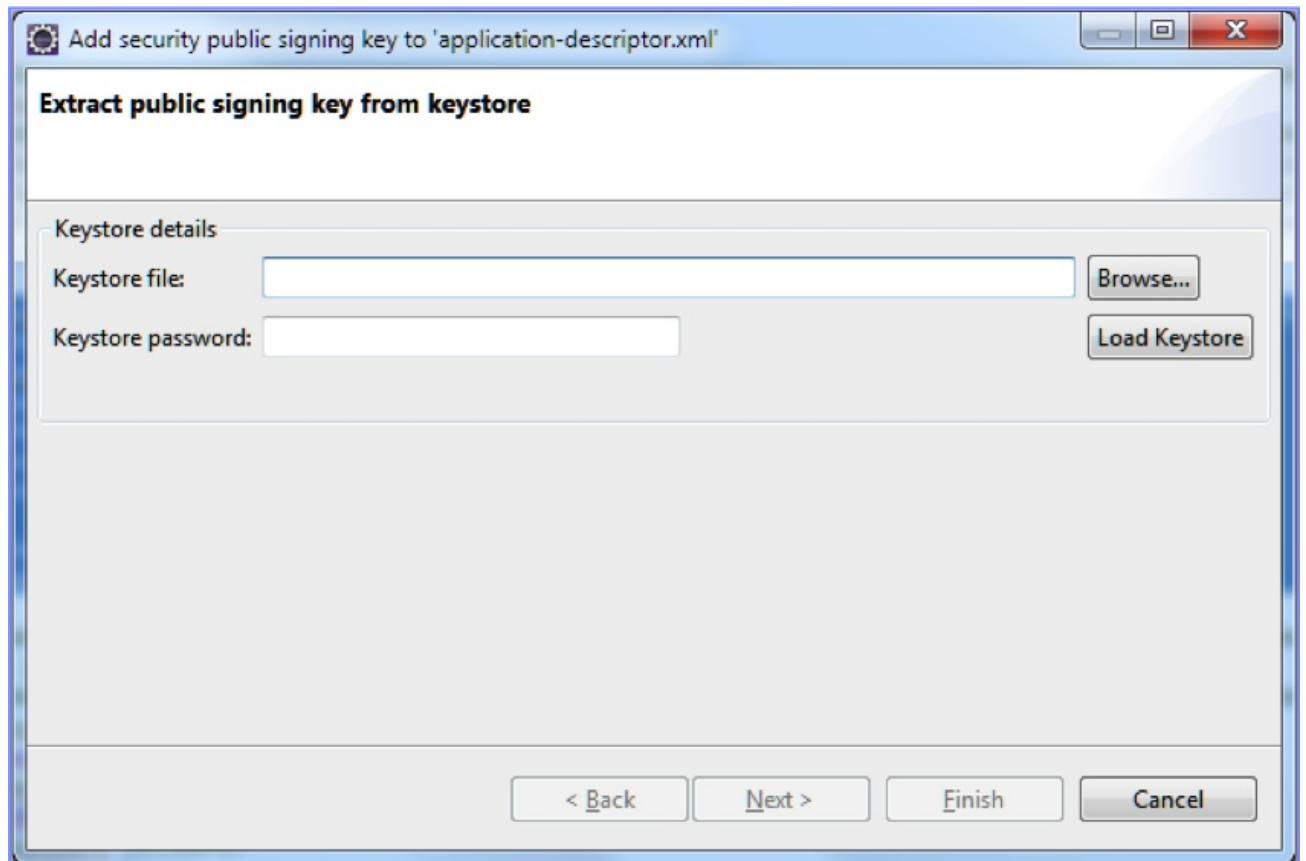 Add security public signing key to 'application-descriptor.xml'
Extract public signing key from keystore
Keystore details
Keystore file:
Browse...
Keystore password:
Load Keystore
< Back
Next >
Finish
Cancel